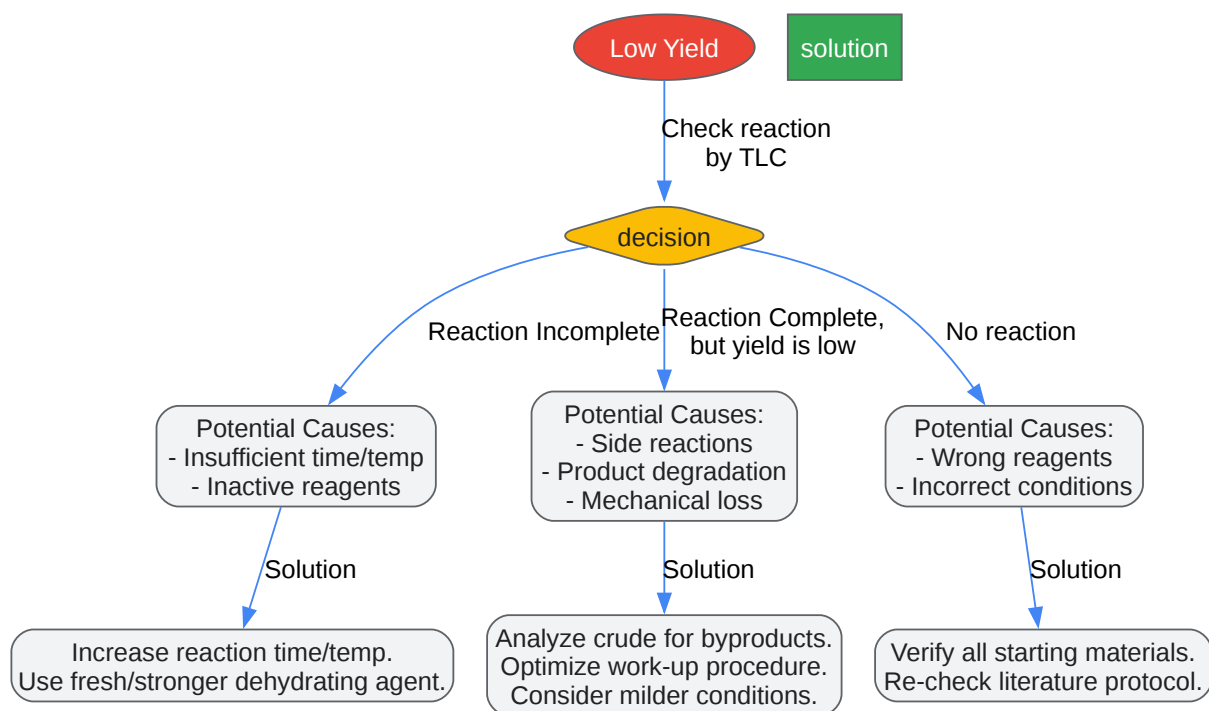 Low Yield
solution
Check reaction
by TLC
decision
Reaction Incomplete
Reaction Complete,
but yield is low
No reaction
Potential Causes:
- Insufficient time/temp
- Inactive reagents
Potential Causes:
- Side reactions
- Product degradation
- Mechanical loss
Potential Causes:
- Wrong reagents
- Incorrect conditions
Solution
Solution
Solution
Increase reaction time/temp.
Use fresh/stronger dehydrating agent.
Analyze crude for byproducts.
Optimize work-up procedure.
Consider milder conditions.
Verify all starting materials.
Re-check literature protocol.